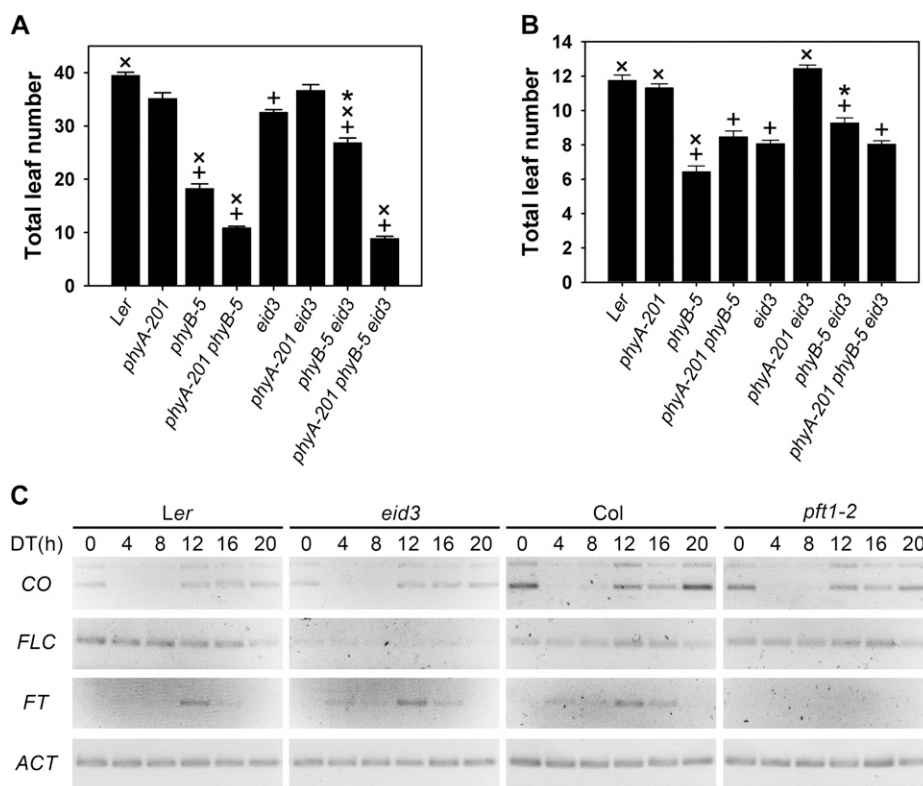 A
Total leaf number
40
30
20
10
0
×
×
+
×
+
+
*
×
+
×
+
Ler
phyA-201
phyB-5
phyA-201 phyB-5
eid3
phyA-201 eid3
phyB-5 eid3
phyA-201 phyB-5 eid3
B
Total leaf number
14
12
10
8
6
4
2
0
×
×
×
+
+
+
×
*
+
+
Ler
phyA-201
phyB-5
phyA-201 phyB-5
eid3
phyA-201 eid3
phyB-5 eid3
phyA-201 phyB-5 eid3
C
Ler eid3 Col pft1-2
DT(h) 0 4 8 12 16 20 0 4 8 12 16 20 0 4 8 12 16 20 0 4 8 12 16 20
CO
FLC
FT
ACT